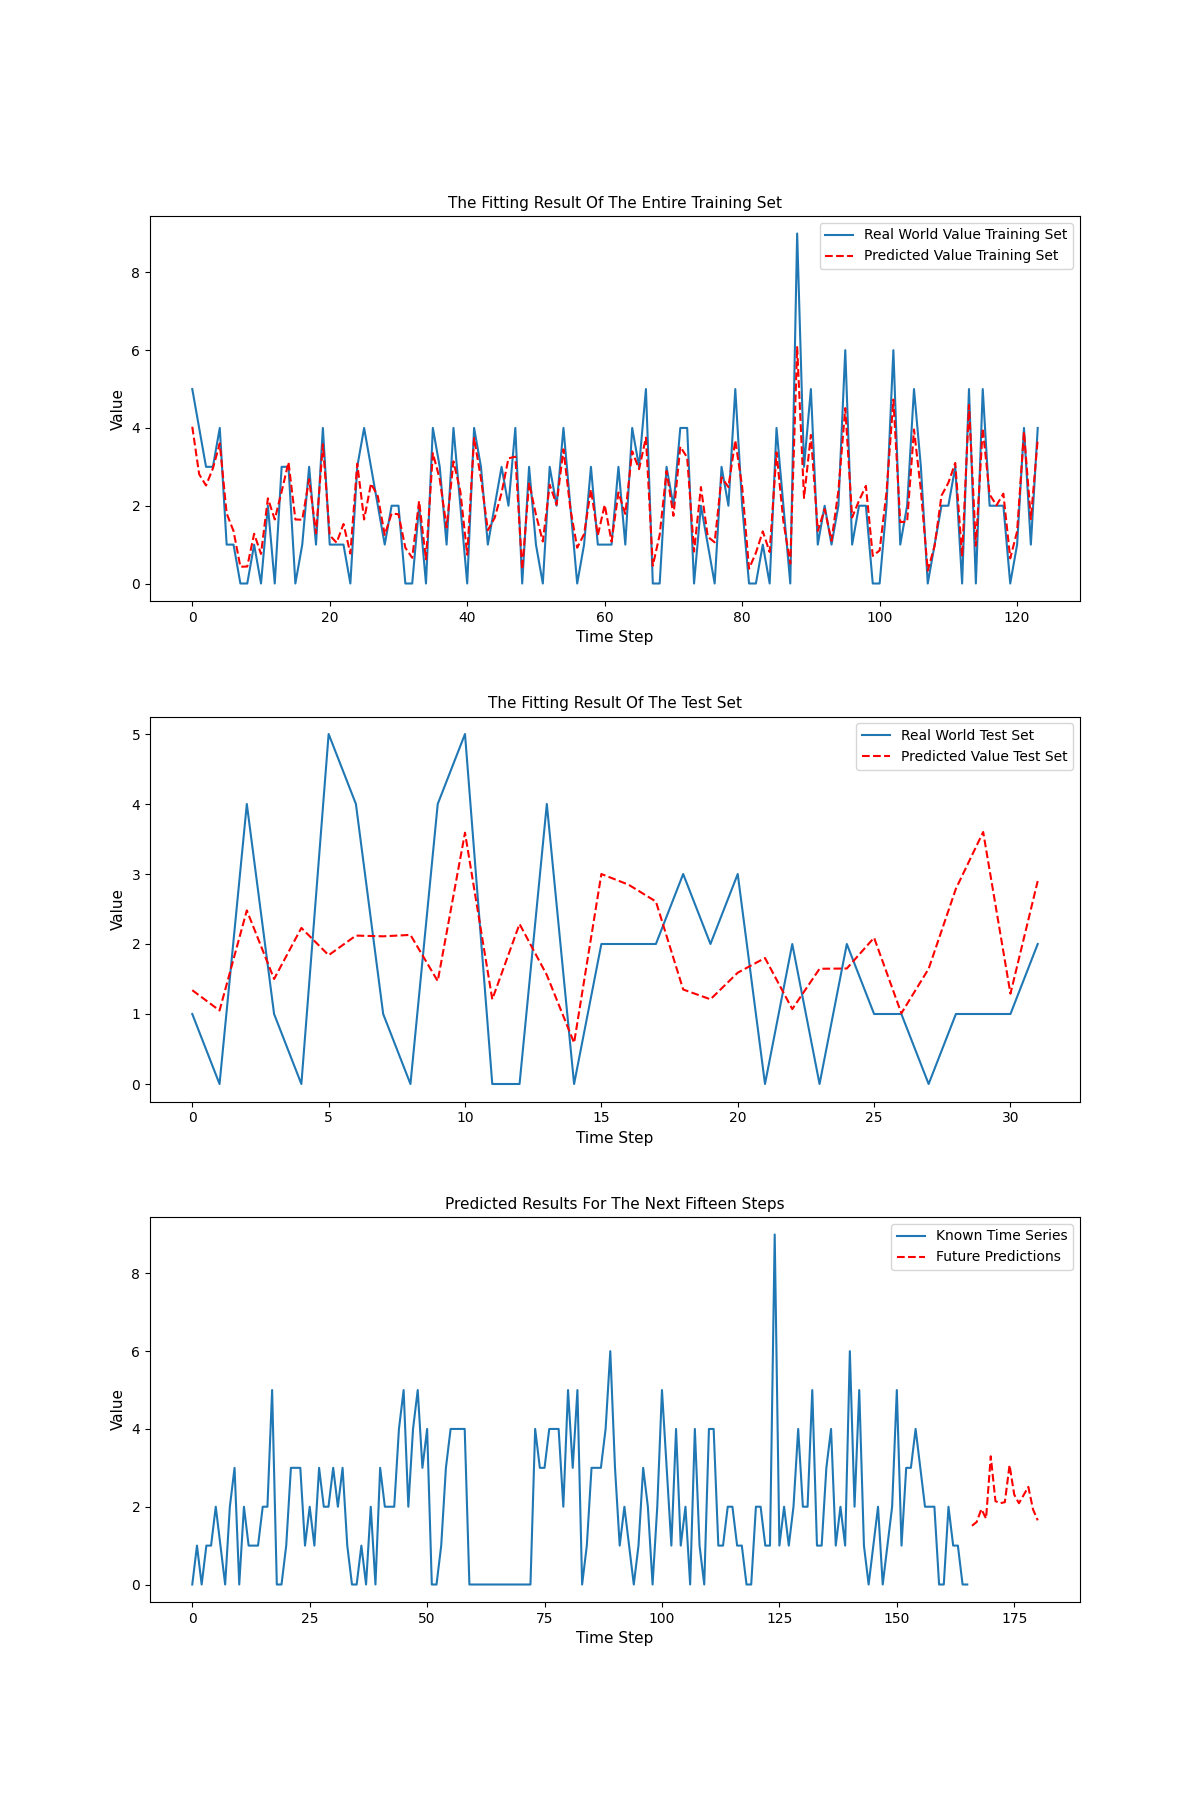 The Fitting Result Of The Entire Training Set
Real World Value Training Set
Predicted Value Training Set
Value
8
6
4
2
0
0 20 40 60 80 100 120
Time Step
The Fitting Result Of The Test Set
Real World Test Set
Predicted Value Test Set
Value
5
4
3
2
1
0
0 5 10 15 20 25 30
Time Step
Predicted Results For The Next Fifteen Steps
Known Time Series
Future Predictions
Value
8
6
4
2
0
0 25 50 75 100 125 150 175
Time Step